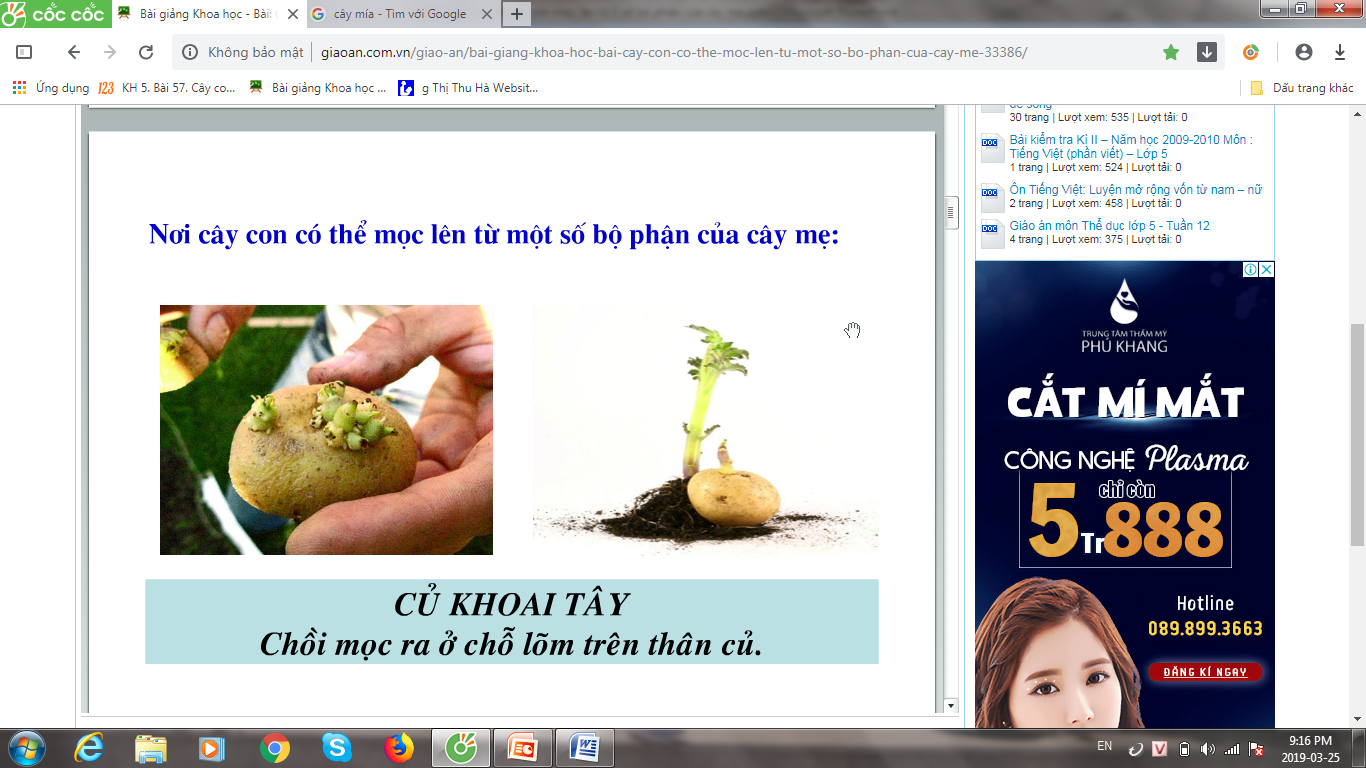 cốc cốc
Bài giảng Khoa học - Bài:
cây mía - Tìm với Google
Không bảo mật
giaoan.com.vn/giao-an/bai-giang-khoa-hoc-bai-cay-con-co-the-moc-len-tu-mot-so-bo-phan-cua-cay-me-33386/
Ứng dụng
123 KH 5. Bài 57. Cây co...
Bài giảng Khoa học ...
g Thị Thu Hà Websit...
Dấu trang khác
Nơi cây con có thể mọc lên từ một số bộ phận của cây mẹ:
CỦ KHOAI TÂY
Chồi mọc ra ở chỗ lõm trên thân củ.
30 trang | Lượt xem: 535 | Lượt tải: 0
DOC
Bài kiểm tra Kì II – Năm học 2009-2010 Môn :
Tiếng Việt (phần viết) – Lớp 5
1 trang | Lượt xem: 524 | Lượt tải: 0
DOC
Ôn Tiếng Việt: Luyện mở rộng vốn từ nam – nữ
2 trang | Lượt xem: 458 | Lượt tải: 0
DOC
Giáo án môn Thể dục lớp 5 - Tuần 12
4 trang | Lượt xem: 375 | Lượt tải: 0
TRUNG TÂM THẨM MỸ
PHÚ KHANG
CẮT MÍ MẮT
CÔNG NGHỆ Plasma
chỉ còn
5Tr888
Hotline
089.899.3663
ĐĂNG KÍ NGAY
EN
9:16 PM
2019-03-25